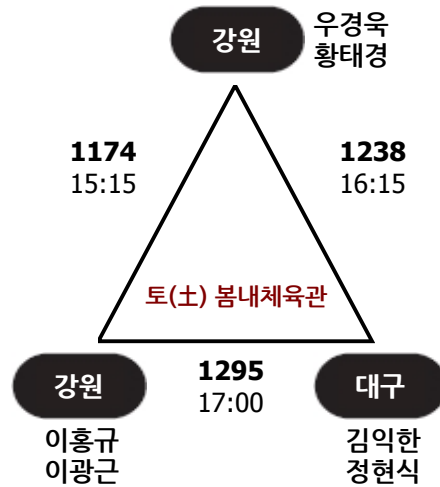 강원
우경욱
황태경
1174
15:15
1238
16:15
토(土) 봄내체육관
강원
이홍규
이광근
1295
17:00
대구
김익한
정현식